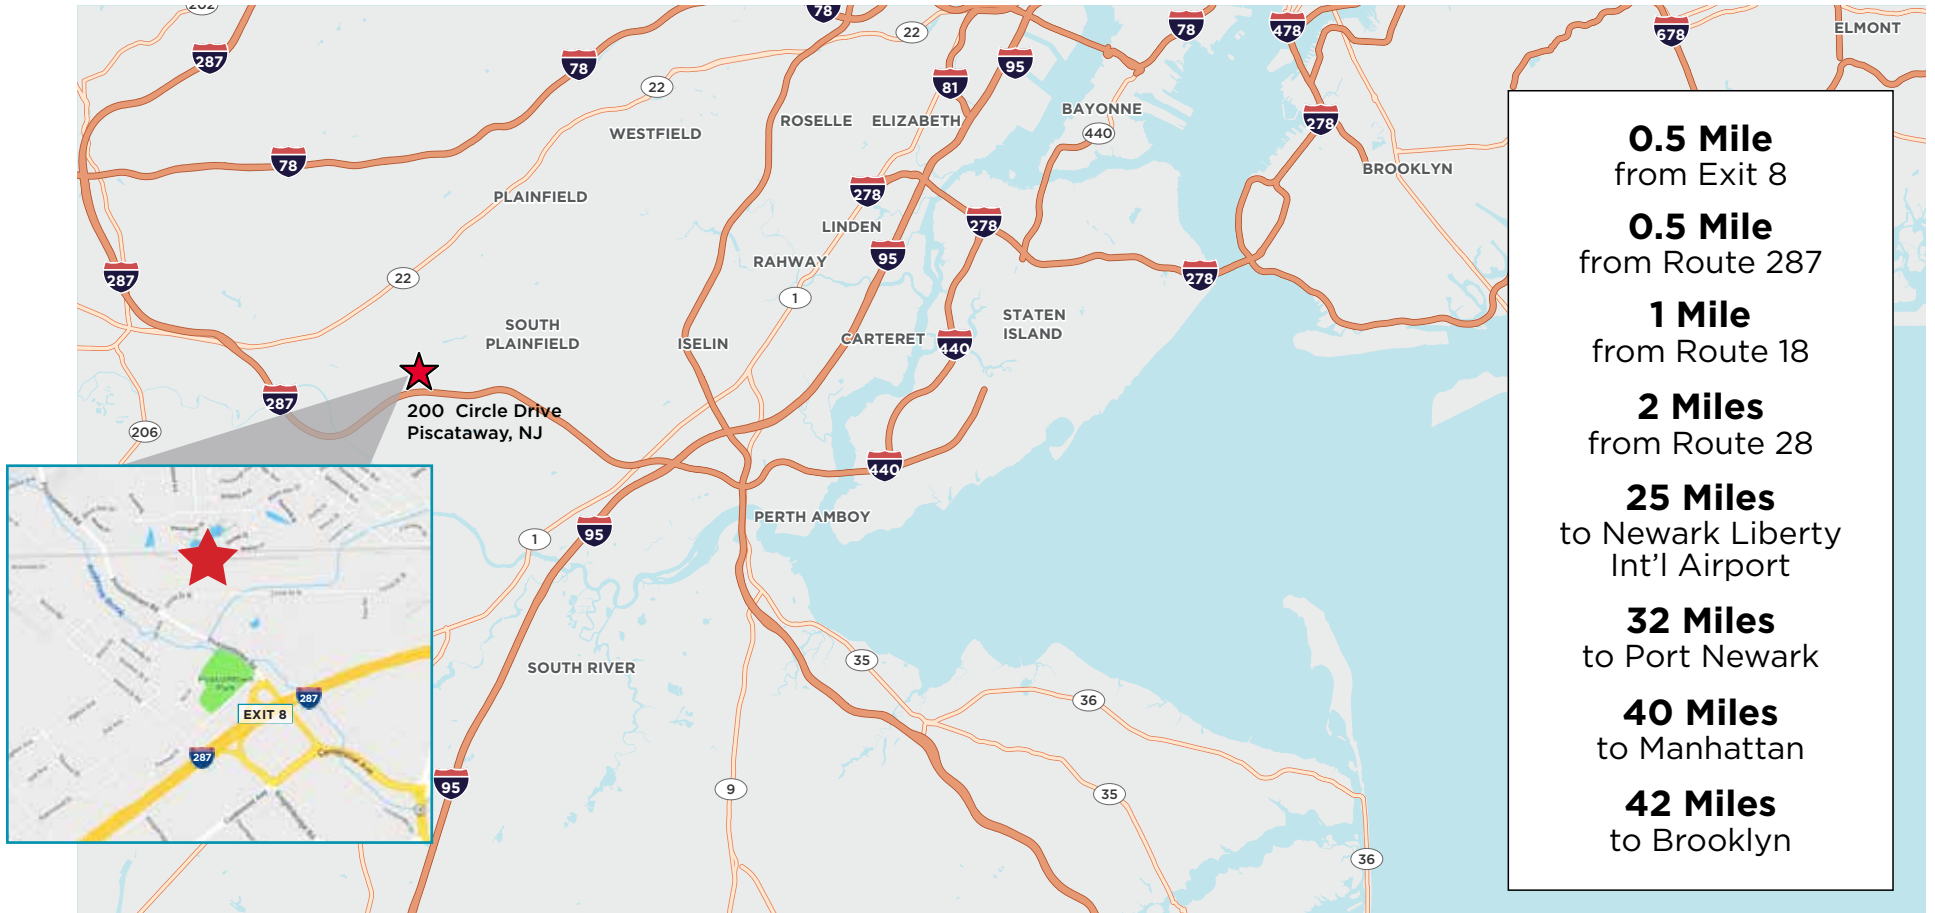 202
78
22
78
478
678
ELMONT
287
78
95
81
22
BAYONNE
ROSELLE
ELIZABETH
440
278
WESTFIELD
78
BROOKLYN
PLAINFIELD
278
LINDEN
278
95
RAHWAY
278
287
22
1
SOUTH
PLAINFIELD
ISELIN
CARTERET
440
STATEN
ISLAND
287
200 Circle Drive
Piscataway, NJ
206
440
PERTH AMBOY
1
95
SOUTH RIVER
35
36
9
35
95
36
287
EXIT 8
287
Centennial Ave
0.5 Mile
from Exit 8
0.5 Mile
from Route 287
1 Mile
from Route 18
2 Miles
from Route 28
25 Miles
to Newark Liberty
Int'l Airport
32 Miles
to Port Newark
40 Miles
to Manhattan
42 Miles
to Brooklyn